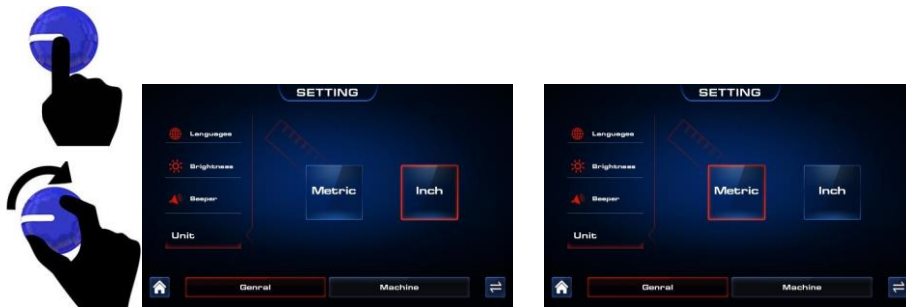 SETTING
Languages
Brightness
Beeper
Unit
Metric
Inch
Genral
Machine
SETTING
Languages
Brightness
Beeper
Unit
Metric
Inch
Genral
Machine